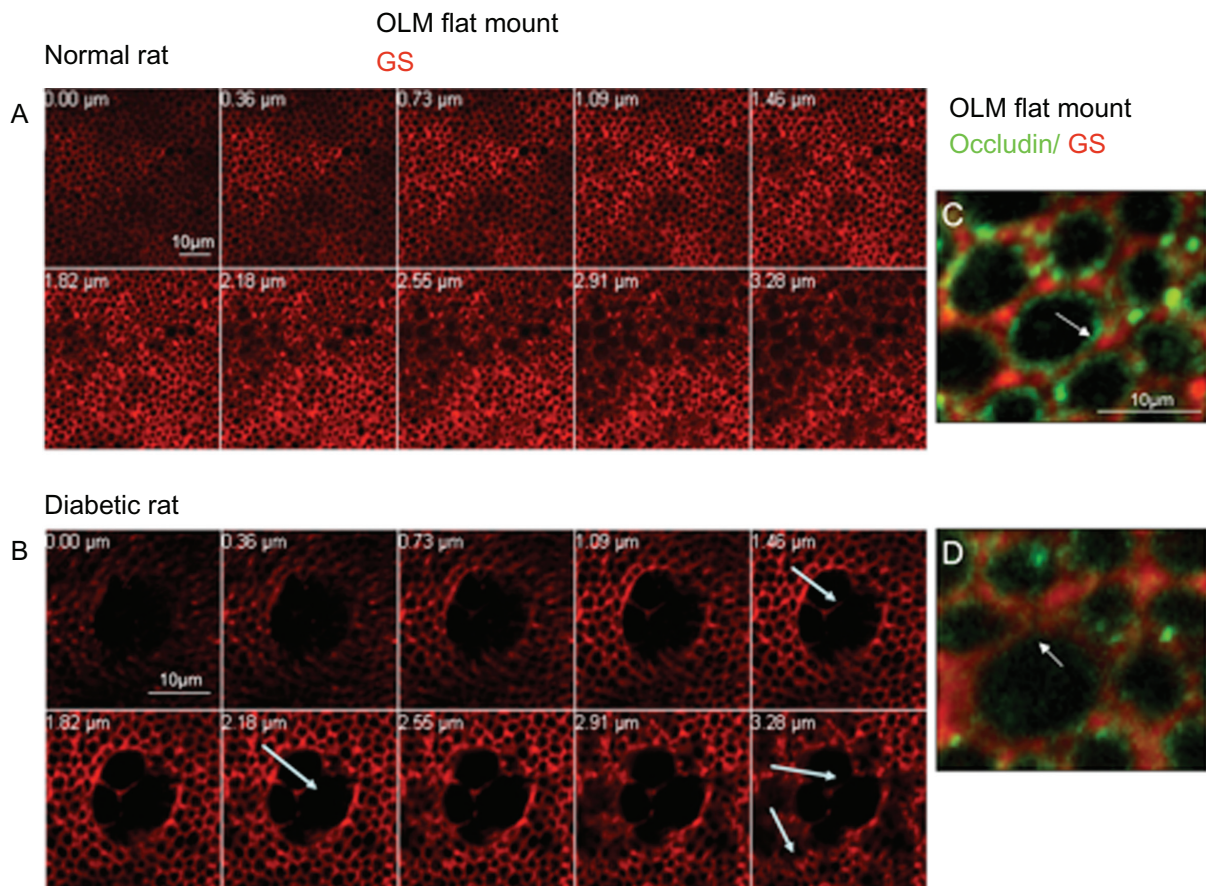 OLM flat mount
Normal rat
GS
A
0.00 µm
0.36 µm
0.73 µm
1.09 µm
1.46 µm
10µm
1.82 µm
2.18 µm
2.55 µm
2.91 µm
3.28 µm
OLM flat mount
Occludin/ GS
C
10µm
Diabetic rat
B
0.00 µm
0.36 µm
0.73 µm
1.09 µm
1.46 µm
10µm
1.82 µm
2.18 µm
2.55 µm
2.91 µm
3.28 µm
D